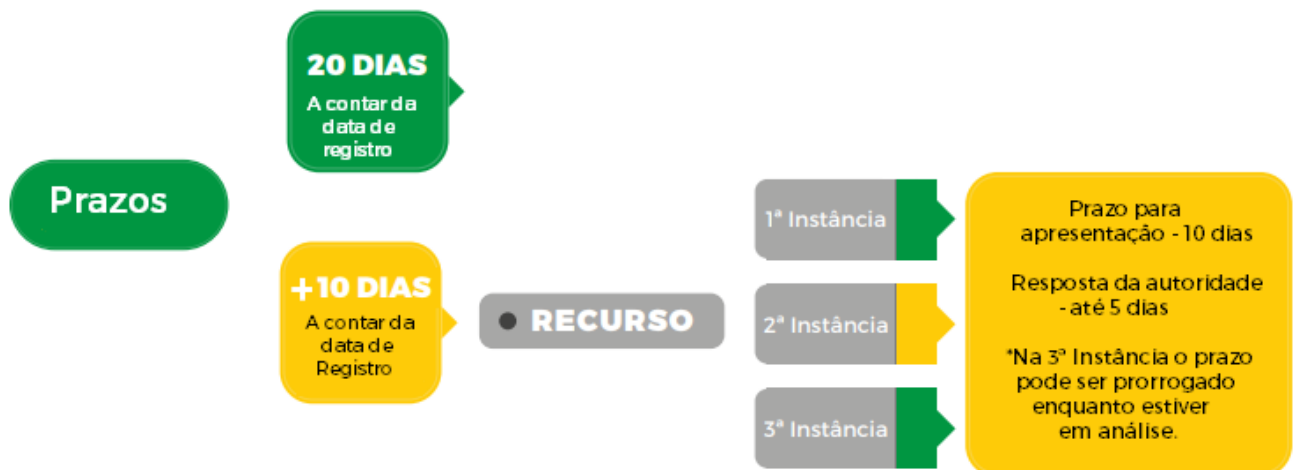 Prazos
20 DIAS
A contar da
data de
registro
+10 DIAS
A contar da
data de
Registro
RECURSO
1ª Instância
2ª Instância
3ª Instância
Prazo para
apresentação - 10 dias
Resposta da autoridade
- até 5 dias
*Na 3ª Instância o prazo
pode ser prorrogado
enquanto estiver
em análise.